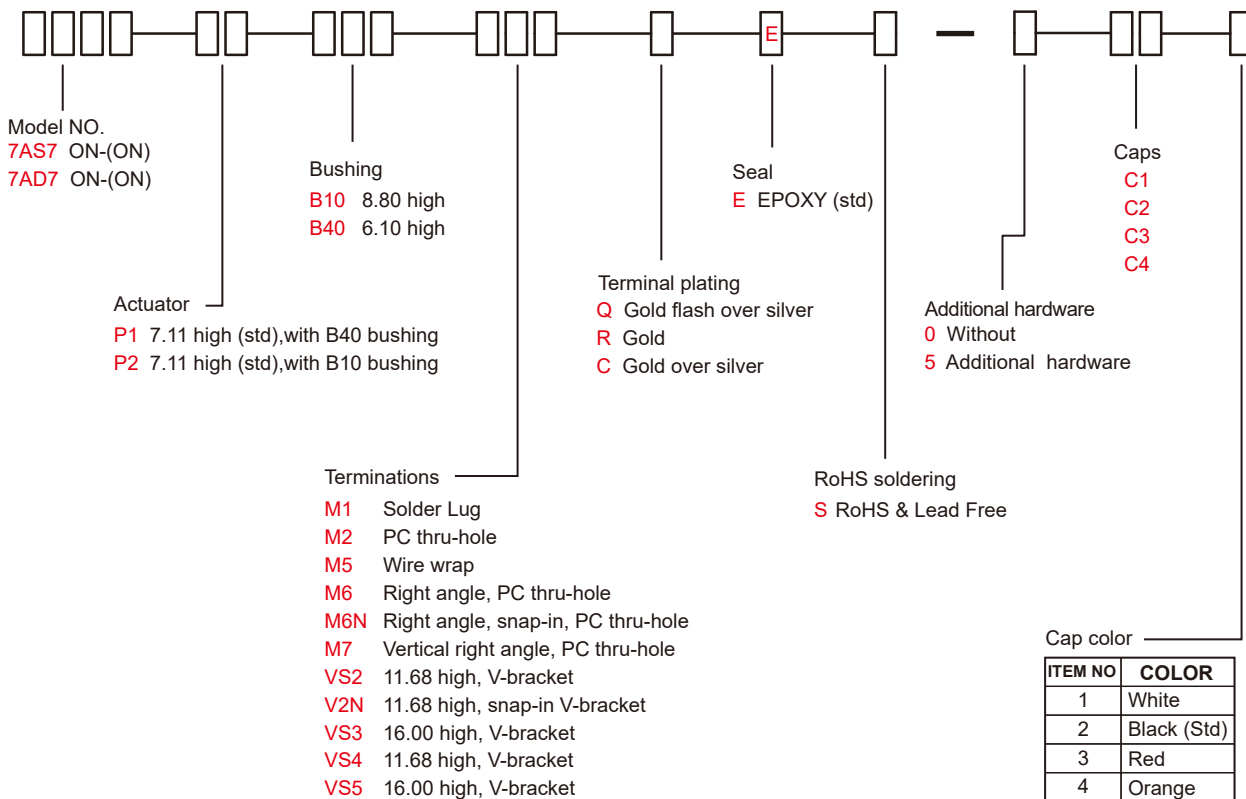 E
Model NO.
7AS7 ON-(ON)
7AD7 ON-(ON)
Bushing
B10 8.80 high
B40 6.10 high
Seal
E EPOXY (std)
Caps
C1
C2
C3
C4
Actuator
P1 7.11 high (std),with B40 bushing
P2 7.11 high (std),with B10 bushing
Terminal plating
Q Gold flash over silver
R Gold
C Gold over silver
Additional hardware
0 Without
5 Additional hardware
Terminations
M1 Solder Lug
M2 PC thru-hole
M5 Wire wrap
M6 Right angle, PC thru-hole
M6N Right angle, snap-in, PC thru-hole
M7 Vertical right angle, PC thru-hole
VS2 11.68 high, V-bracket
V2N 11.68 high, snap-in V-bracket
VS3 16.00 high, V-bracket
VS4 11.68 high, V-bracket
VS5 16.00 high, V-bracket
RoHS soldering
S RoHS & Lead Free
Cap color
ITEM NO COLOR
1 White
2 Black (Std)
3 Red
4 Orange